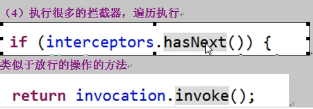 （4）执行很多的拦截器，遍历执行
if (interceptors.hasNext()) {
类似于放行的操作的方法
return invocation.invoke();